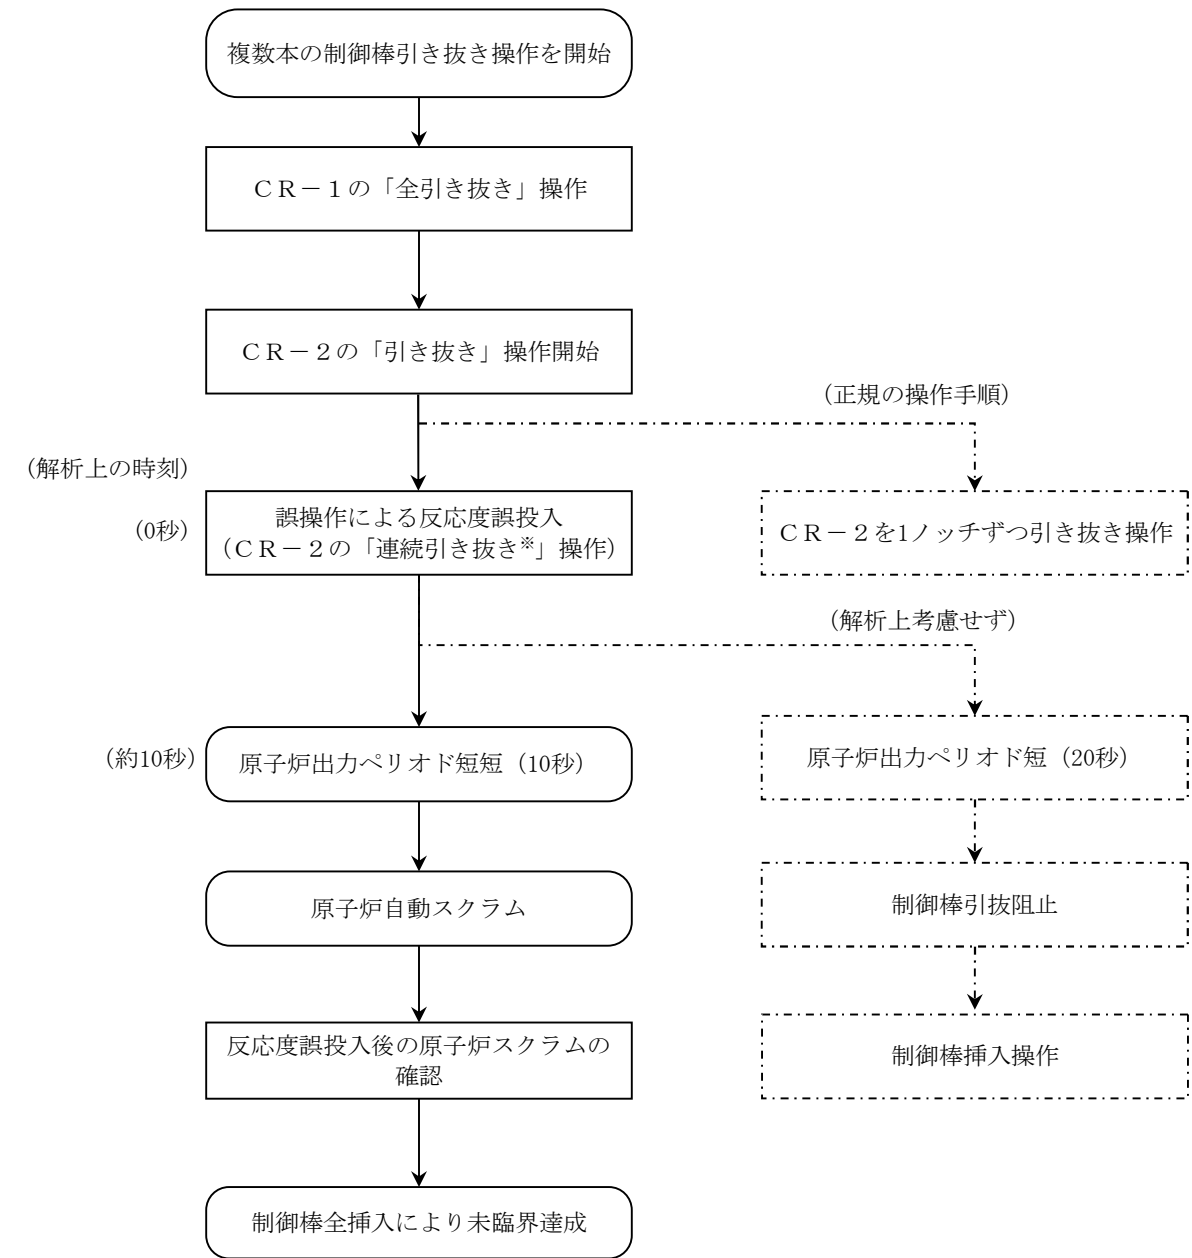 複数本の制御棒引き抜き操作を開始
ＣＲ－１の「全引き抜き」操作
ＣＲ－２の「引き抜き」操作開始
（正規の操作手順）
（解析上の時刻）
（0秒）
誤操作による反応度誤投入
（ＣＲ－２の「連続引き抜き※」操作）
ＣＲ－２を1ノッチずつ引き抜き操作
（解析上考慮せず）
（約10秒）
原子炉出力ペリオド短短（10秒）
原子炉出力ペリオド短（20秒）
原子炉自動スクラム
制御棒引抜阻止
反応度誤投入後の原子炉スクラムの
確認
制御棒挿入操作
制御棒全挿入により未臨界達成